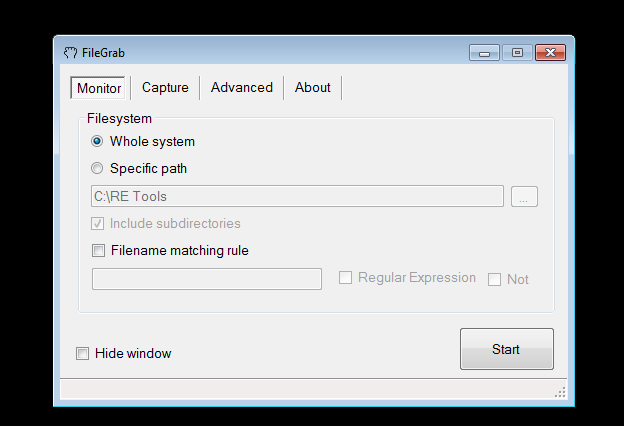 FileGrab
Monitor Capture Advanced About
Filesystem
Whole system
Specific path
C:\RE Tools ...
Include subdirectories
Filename matching rule
Regular Expression Not
Hide window Start